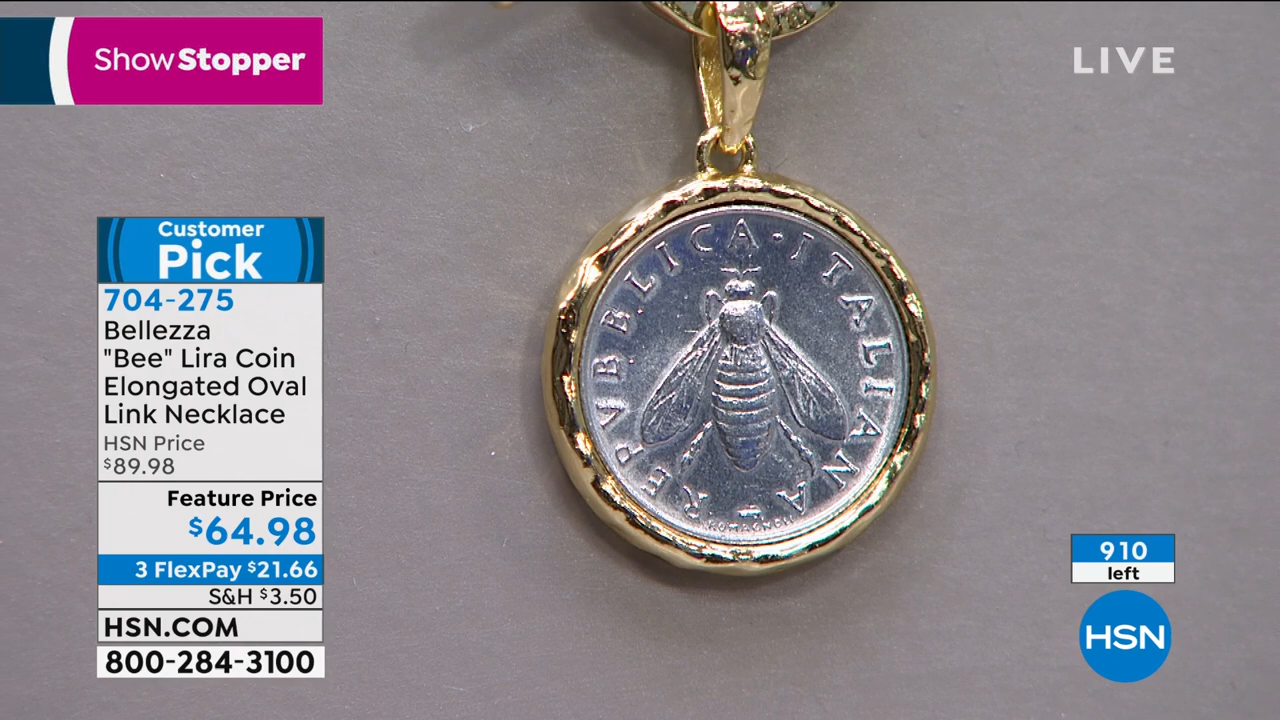 ShowStopper
LIVE
Customer
Pick
704-275
Bellezza
"Bee" Lira Coin
Elongated Oval
Link Necklace
HSN Price
$89.98
Feature Price
$64.98
3 FlexPay $21.66
S&H $3.50
HSN.COM
800-284-3100
REPVBBLICA·ITALIANA
ROMAGNOLI
910
left
HSN